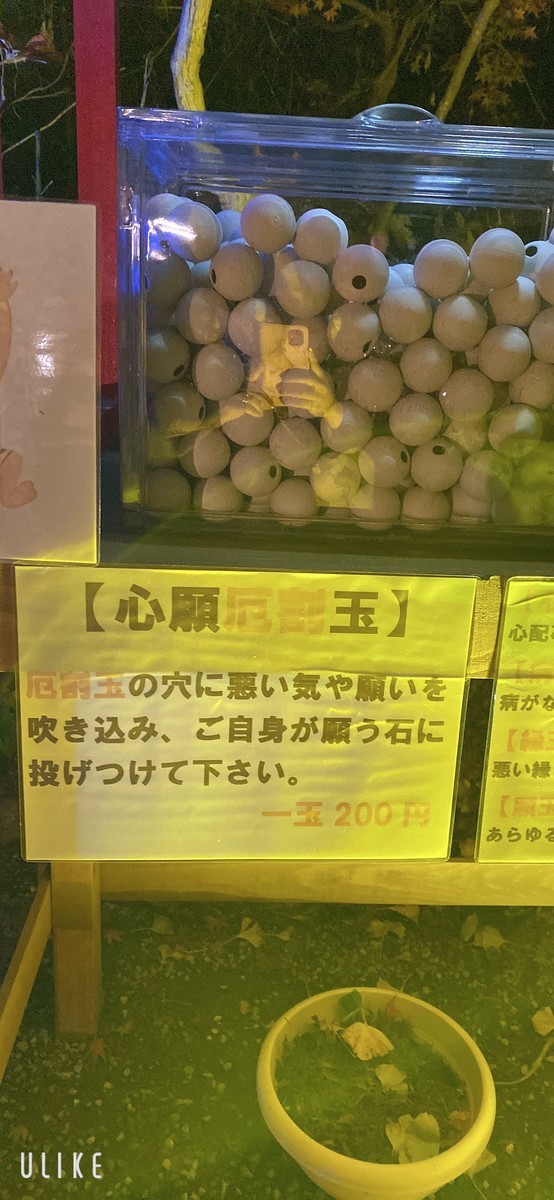 【心願厄割玉】
厄割玉の穴に悪い気や願いを
吹き込み、ご自身が願う石に
投げつけて下さい。
一玉 200 円
心配
病がな
【縁
悪い縁
【願玉
あらゆる
ULIKE